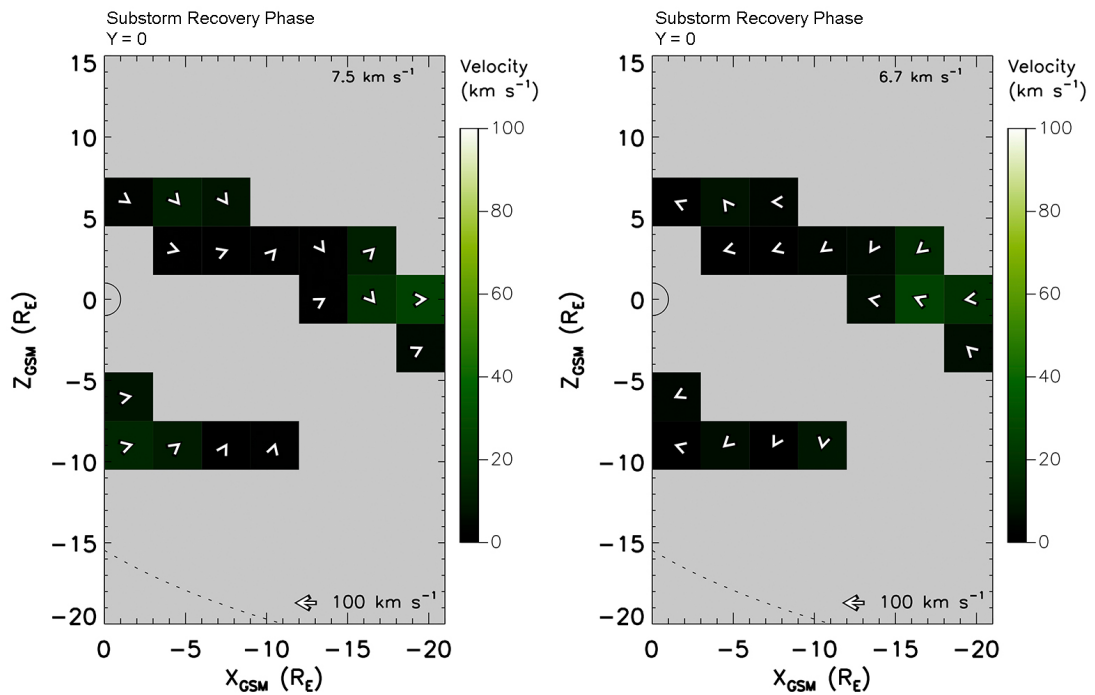 Substorm Recovery Phase
Y = 0
7.5 km s⁻¹
Velocity
(km s⁻¹)
100
80
60
40
20
0
15
10
5
0
−5
−10
−15
−20
Z_GSM (R_E)
100 km s⁻¹
0 −5 −10 −15 −20
X_GSM (R_E)
Substorm Recovery Phase
Y = 0
6.7 km s⁻¹
Velocity
(km s⁻¹)
100
80
60
40
20
0
15
10
5
0
−5
−10
−15
−20
Z_GSM (R_E)
100 km s⁻¹
0 −5 −10 −15 −20
X_GSM (R_E)